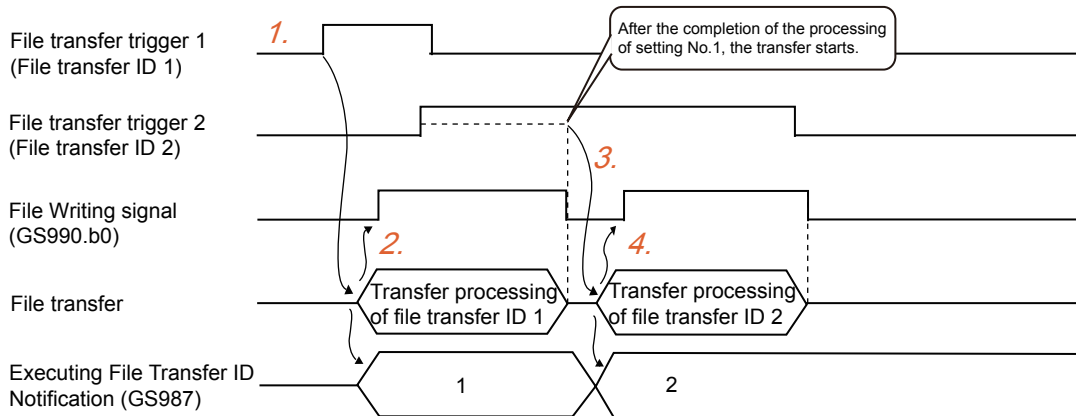 File transfer trigger 1
(File transfer ID 1)
1.
After the completion of the processing
of setting No.1, the transfer starts.
File transfer trigger 2
(File transfer ID 2)
3.
File Writing signal
(GS990.b0)
2.
4.
File transfer
Transfer processing
of file transfer ID 1
Transfer processing
of file transfer ID 2
Executing File Transfer ID
Notification (GS987)
1
2